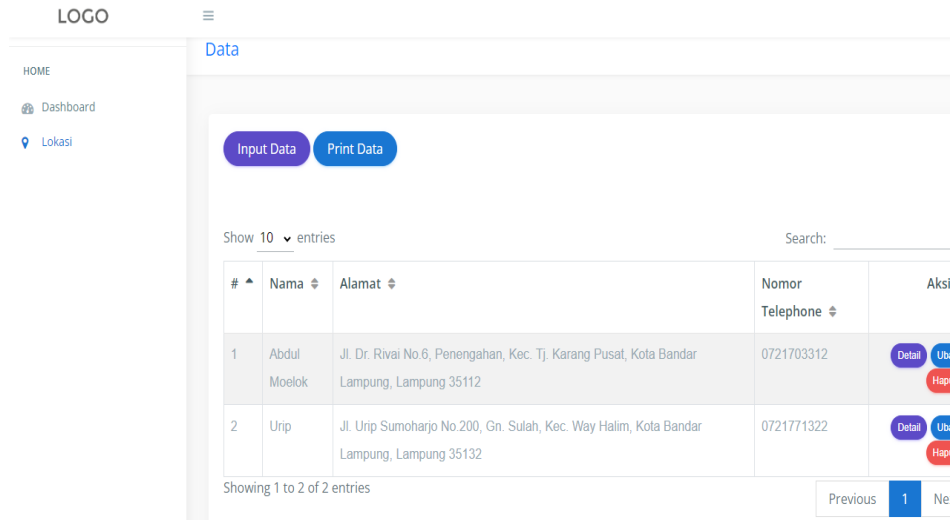 LOGO
Data
HOME
Dashboard
Lokasi
Input Data Print Data
Show 10 entries Search:
# Nama Alamat Nomor Telephone Aksi
1 Abdul Moelok Jl. Dr. Rivai No.6, Penengahan, Kec. Tj. Karang Pusat, Kota Bandar 0721703312 Detail
Lampung, Lampung 35112
2 Urip Jl. Urip Sumoharjo No.200, Gn. Sulah, Kec. Way Halim, Kota Bandar 0721771322 Detail
Lampung, Lampung 35132
Showing 1 to 2 of 2 entries
Previous 1